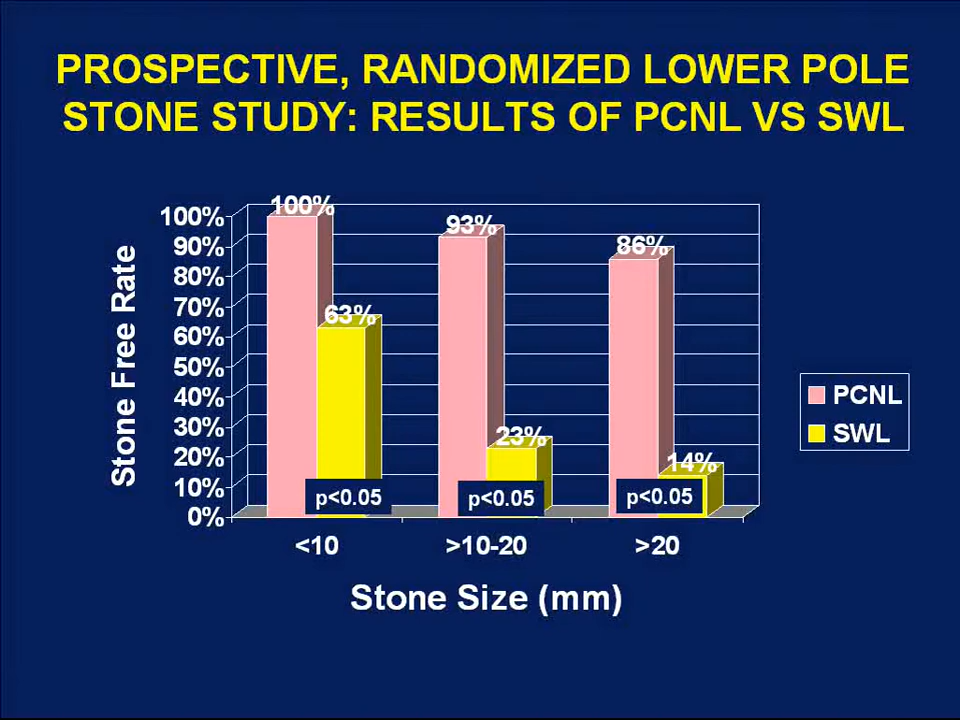 PROSPECTIVE, RANDOMIZED LOWER POLE
STONE STUDY: RESULTS OF PCNL VS SWL
Stone Free Rate
100%
90%
80%
70%
60%
50%
40%
30%
20%
10%
0%
100%
63%
93%
23%
86%
14%
p<0.05
p<0.05
p<0.05
<10
>10-20
>20
Stone Size (mm)
PCNL
SWL